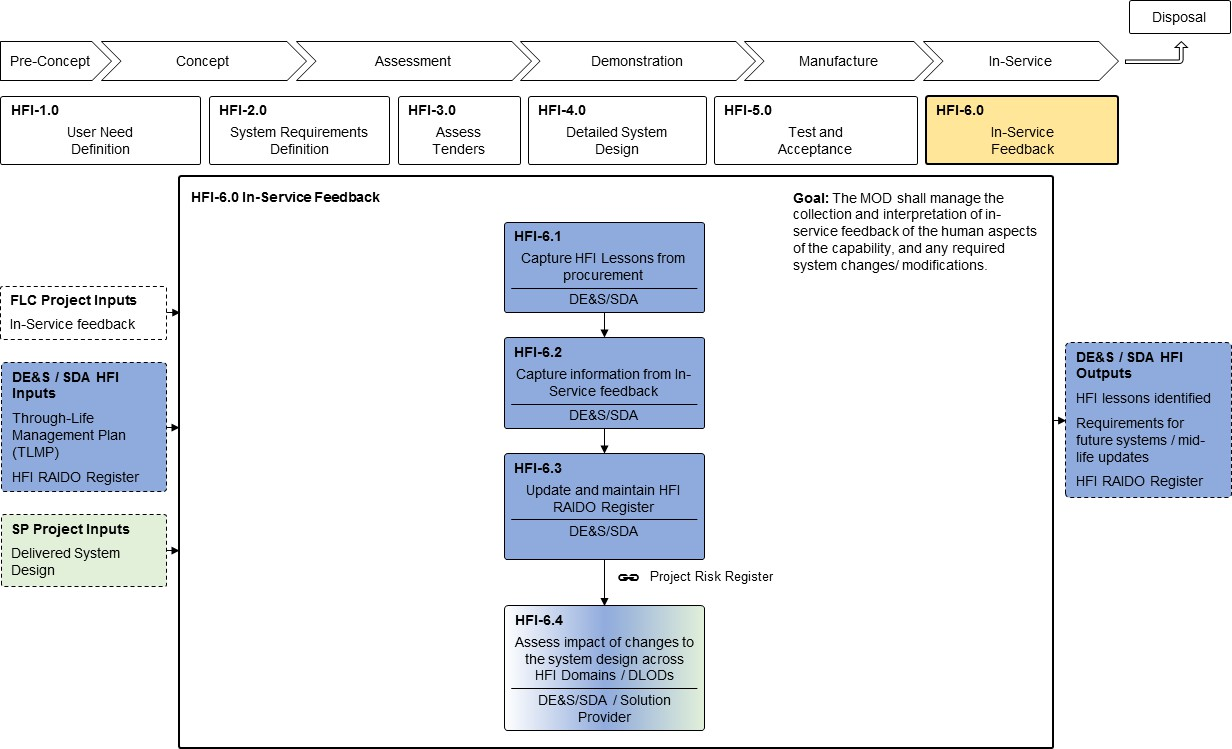 Disposal
Pre-Concept
Concept
Assessment
Demonstration
Manufacture
In-Service
HFI-1.0
User Need
Definition
HFI-2.0
System Requirements
Definition
HFI-3.0
Assess
Tenders
HFI-4.0
Detailed System
Design
HFI-5.0
Test and
Acceptance
HFI-6.0
In-Service
Feedback
HFI-6.0 In-Service Feedback
Goal: The MOD shall manage the
collection and interpretation of in-
service feedback of the human aspects
of the capability, and any required
system changes/ modifications.
FLC Project Inputs
In-Service feedback
DE&S / SDA HFI
Inputs
Through-Life
Management Plan
(TLMP)
HFI RAIDO Register
SP Project Inputs
Delivered System
Design
HFI-6.1
Capture HFI Lessons from
procurement
DE&S/SDA
HFI-6.2
Capture information from In-
Service feedback
DE&S/SDA
HFI-6.3
Update and maintain HFI
RAIDO Register
DE&S/SDA
Project Risk Register
HFI-6.4
Assess impact of changes to
the system design across
HFI Domains / DLODs
DE&S/SDA / Solution
Provider
DE&S / SDA HFI
Outputs
HFI lessons identified
Requirements for
future systems / mid-
life updates
HFI RAIDO Register